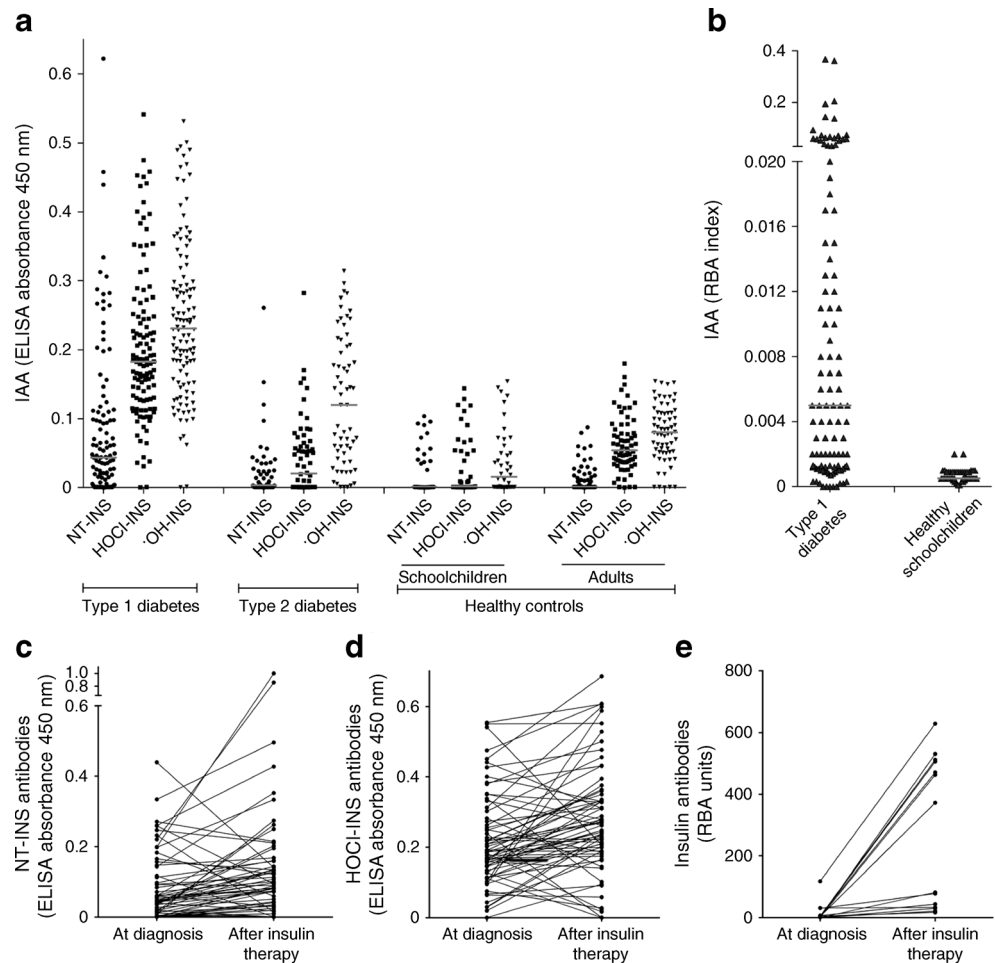 a
IAA (ELISA absorbance 450 nm)
0.6
0.5
0.4
0.3
0.2
0.1
0
NT-INS
HOCl-INS
·OH-INS
NT-INS
HOCl-INS
·OH-INS
NT-INS
HOCl-INS
·OH-INS
NT-INS
HOCl-INS
·OH-INS
Schoolchildren
Adults
Type 1 diabetes
Type 2 diabetes
Healthy controls
b
IAA (RBA index)
0.4
0.2
0.020
0.016
0.012
0.008
0.004
0
Type 1
diabetes
Healthy
schoolchildren
c
NT-INS antibodies
(ELISA absorbance 450 nm)
1.0
0.8
0.6
0.4
0.2
0
At diagnosis
After insulin
therapy
d
HOCl-INS antibodies
(ELISA absorbance 450 nm)
0.6
0.4
0.2
0
At diagnosis
After insulin
therapy
e
Insulin antibodies
(RBA units)
800
600
400
200
0
At diagnosis
After insulin
therapy